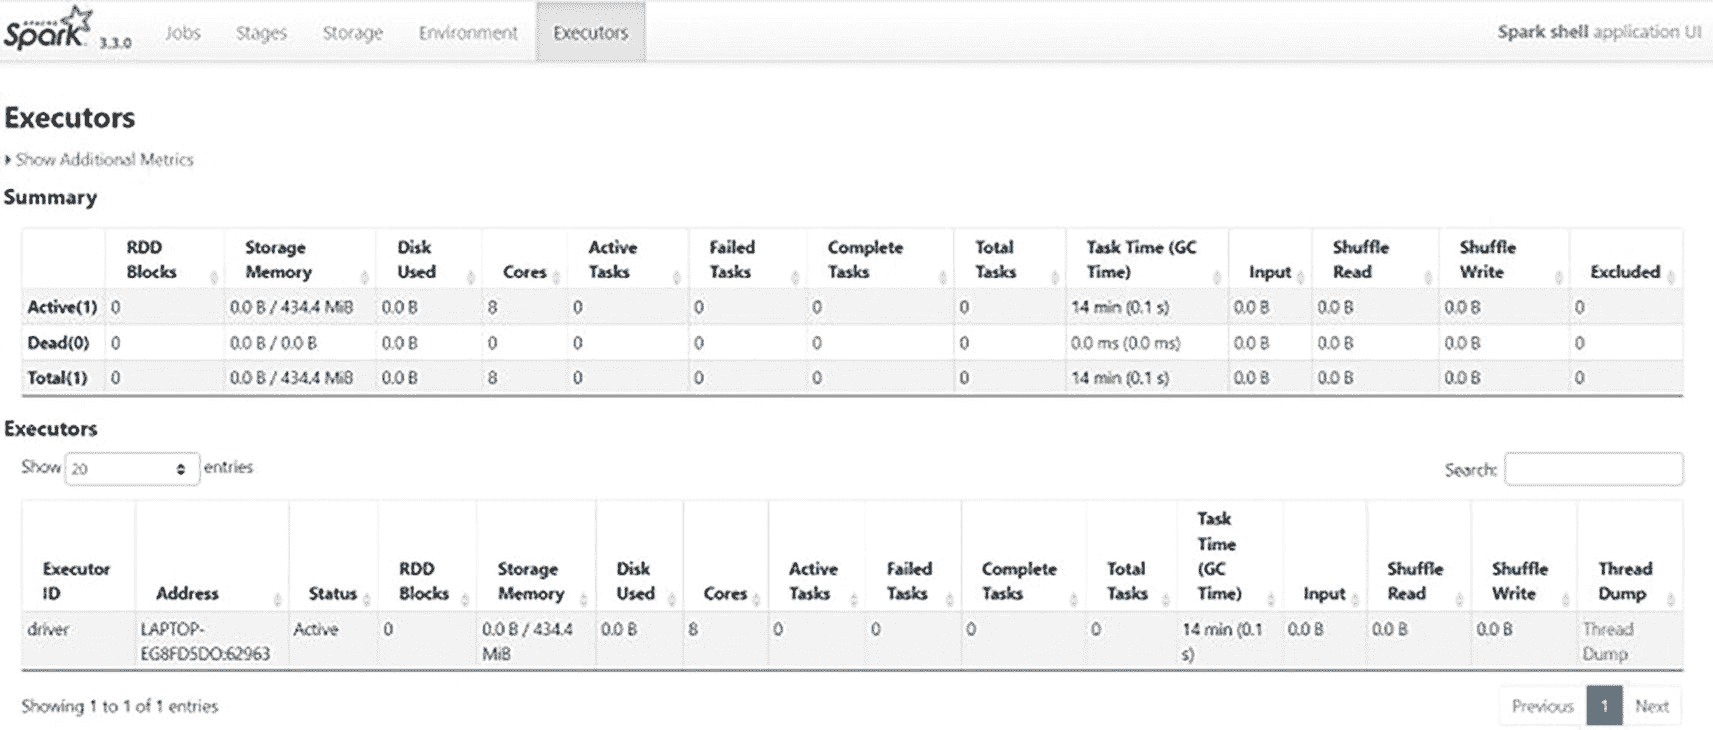 APACHE
Spark 3.3.0 Jobs Stages Storage Environment Executors Spark shell application UI
Executors
Show Additional Metrics
Summary
RDD Blocks Storage Memory Disk Used Cores Active Tasks Failed Tasks Complete Tasks Total Tasks Task Time (GC Time) Input Shuffle Read Shuffle Write Excluded
Active(1) 0 0.0 B / 434.4 MiB 0.0 B 8 0 0 0 0 14 min (0.1 s) 0.0 B 0.0 B 0.0 B 0
Dead(0) 0 0.0 B / 0.0 B 0.0 B 0 0 0 0 0 0.0 ms (0.0 ms) 0.0 B 0.0 B 0.0 B 0
Total(1) 0 0.0 B / 434.4 MiB 0.0 B 8 0 0 0 0 14 min (0.1 s) 0.0 B 0.0 B 0.0 B 0
Executors
Show 20 entries Search:
Executor ID Address Status RDD Blocks Storage Memory Disk Used Cores Active Tasks Failed Tasks Complete Tasks Total Tasks Task Time (GC Time) Input Shuffle Read Shuffle Write Thread Dump
driver LAPTOP-EG8FD5DO:62963 Active 0 0.0 B / 434.4 MiB 0.0 B 8 0 0 0 0 14 min (0.1 s) 0.0 B 0.0 B 0.0 B Thread Dump
Showing 1 to 1 of 1 entries Previous 1 Next